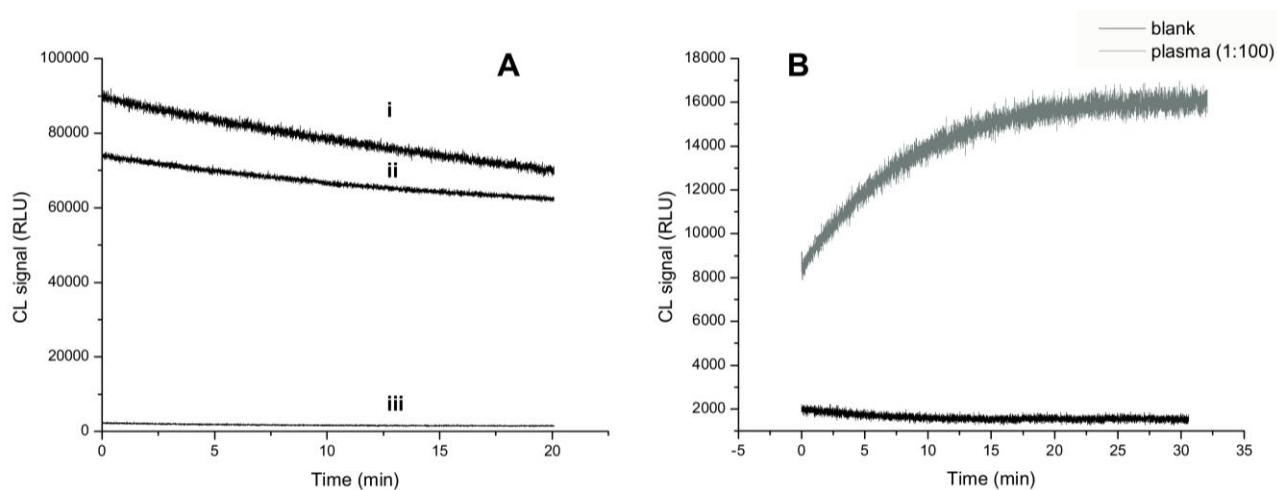 A
CL signal (RLU)
100000
80000
60000
40000
20000
0
i
ii
iii
0 5 10 15 20
Time (min)
B
blank
plasma (1:100)
CL signal (RLU)
18000
16000
14000
12000
10000
8000
6000
4000
2000
-5 0 5 10 15 20 25 30 35
Time (min)